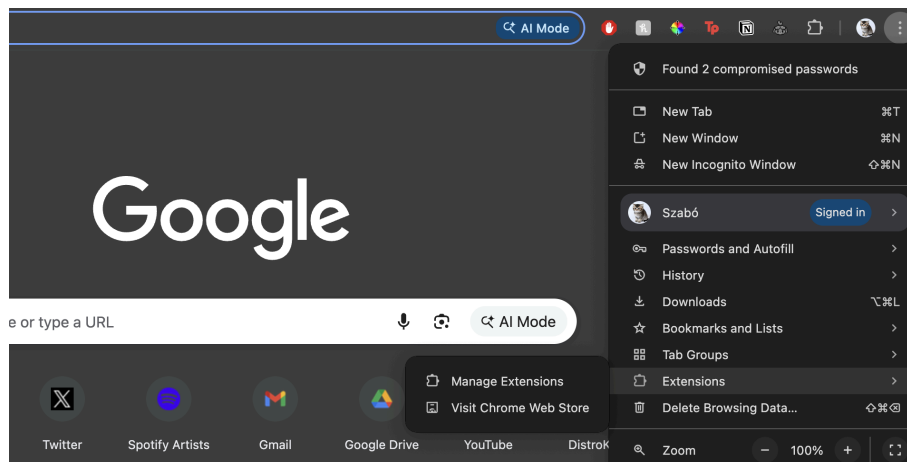 AI Mode
Tp
Found 2 compromised passwords
New Tab ⌘T
New Window ⌘N
New Incognito Window ⇧⌘N
Google
Szabó Signed in
Passwords and Autofill
History
e or type a URL AI Mode
Downloads ⌥⌘L
Bookmarks and Lists
Tab Groups
Manage Extensions
Extensions
Visit Chrome Web Store
Delete Browsing Data... ⇧⌘⌫
Twitter Spotify Artists Gmail Google Drive YouTube DistroK
Zoom − 100% +